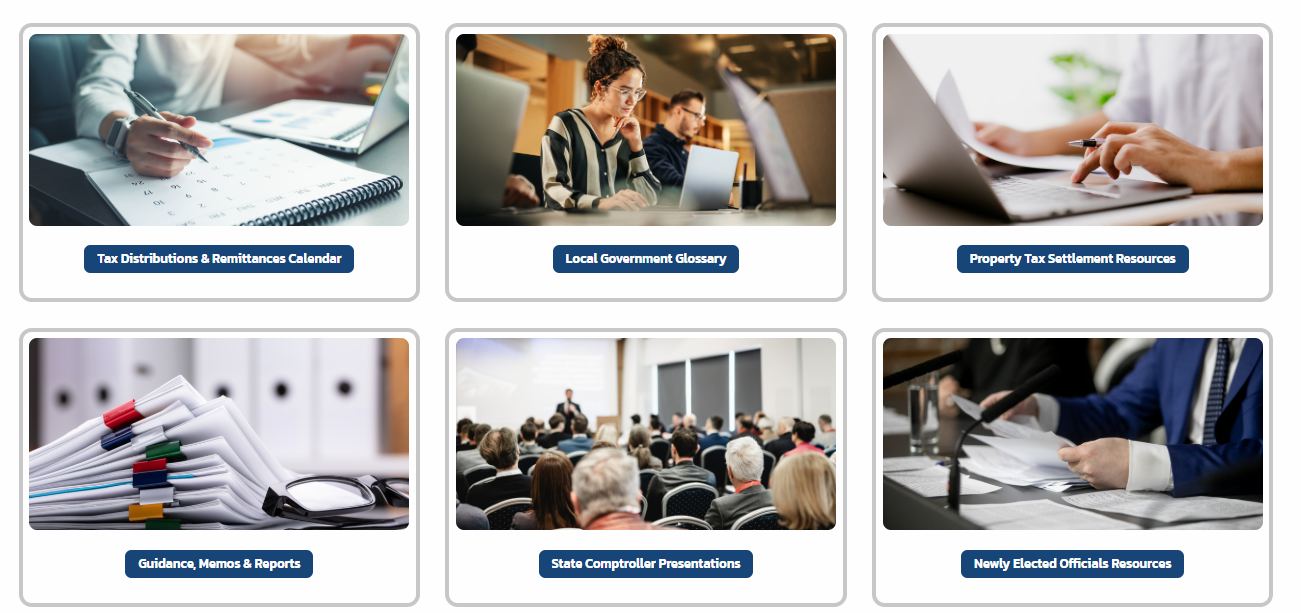 Tax Distributions & Remittances Calendar
Local Government Glossary
Property Tax Settlement Resources
Guidance, Memos & Reports
State Comptroller Presentations
Newly Elected Officials Resources